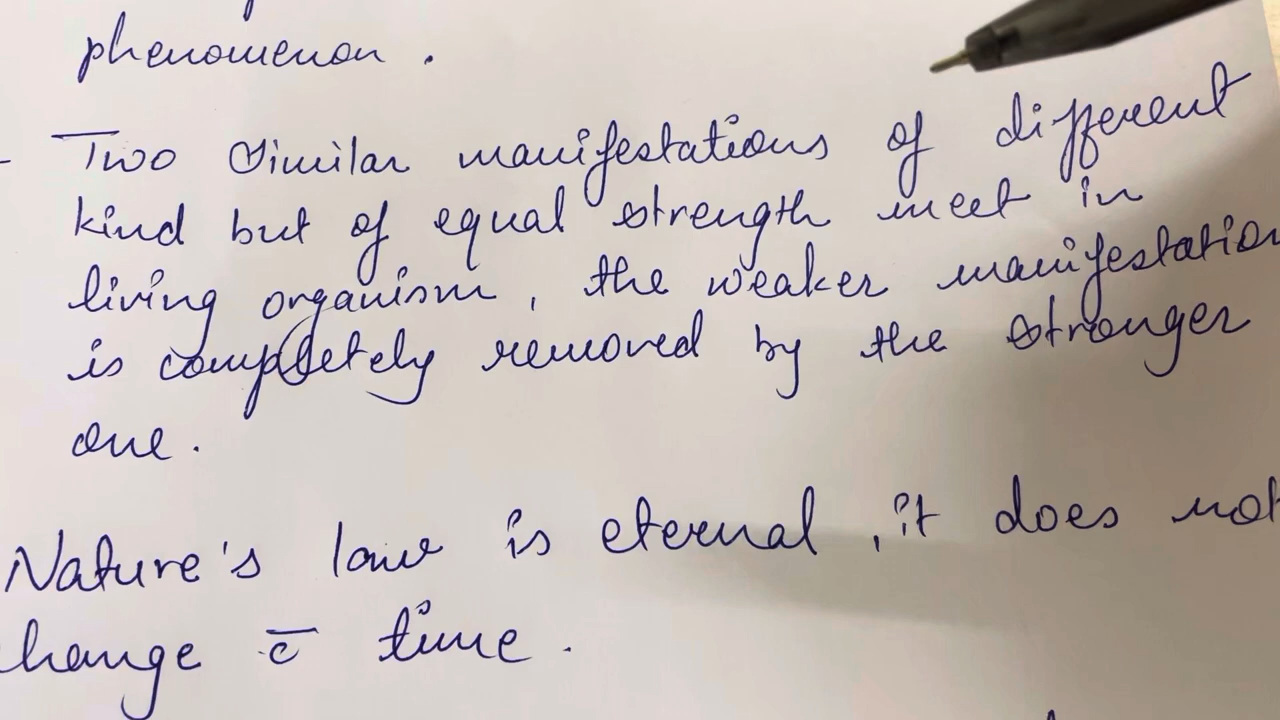 phenomenon.
- Two Similar manifestations of different
kind but of equal strength meet in
living organism, the weaker manifestation
is completely removed by the stronger
one.
Nature's law is eternal, it does not
hange c̄ time.